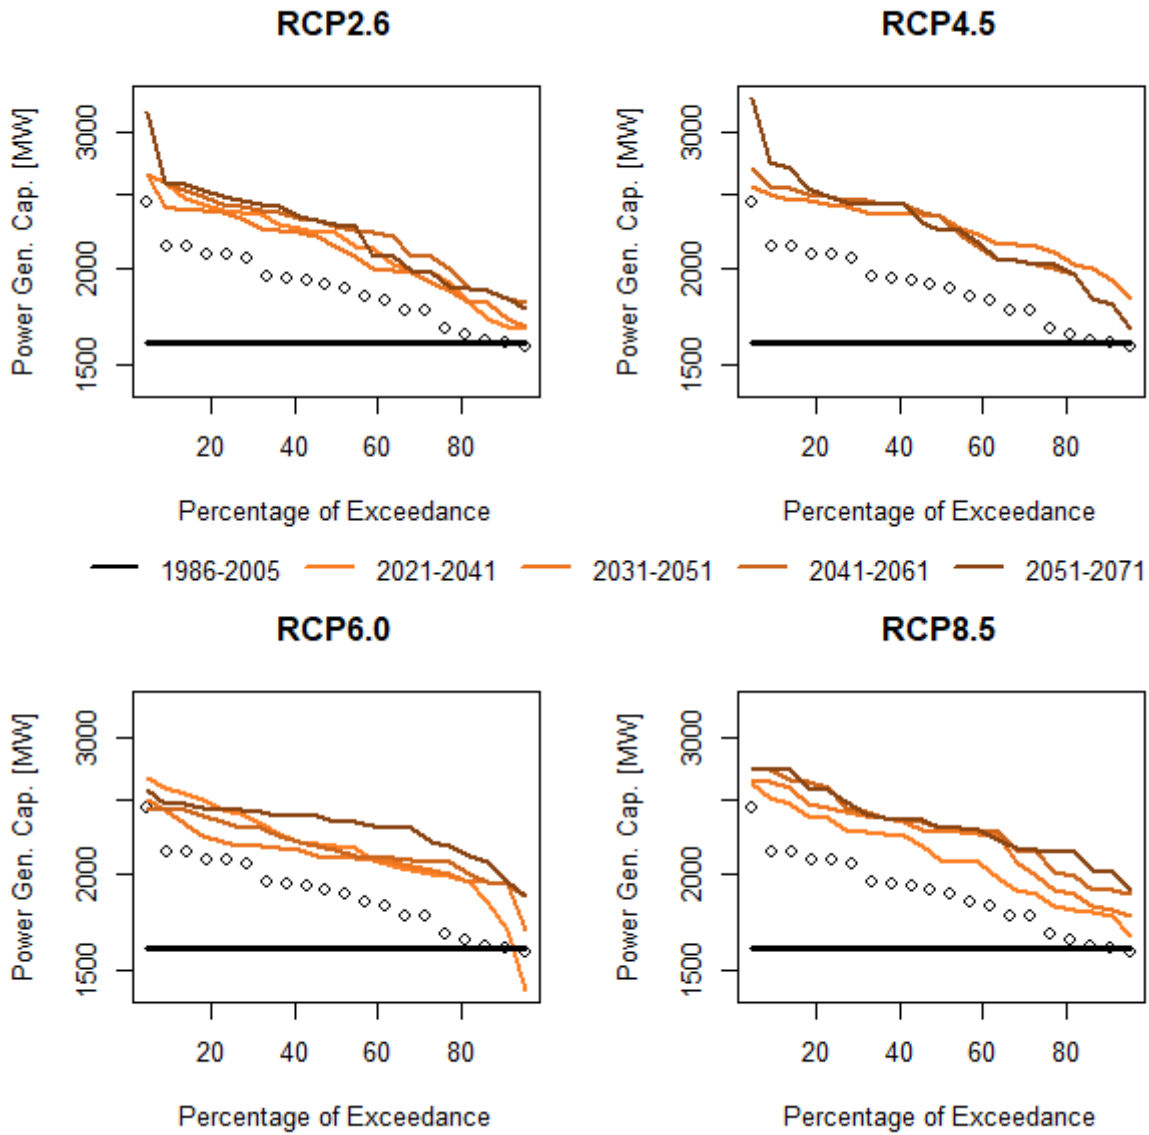 RCP2.6
Power Gen. Cap. [MW]
3000
2000
1500
20 40 60 80
Percentage of Exceedance
RCP4.5
Power Gen. Cap. [MW]
3000
2000
1500
20 40 60 80
Percentage of Exceedance
1986-2005 2021-2041 2031-2051 2041-2061 2051-2071
RCP6.0
Power Gen. Cap. [MW]
3000
2000
1500
20 40 60 80
Percentage of Exceedance
RCP8.5
Power Gen. Cap. [MW]
3000
2000
1500
20 40 60 80
Percentage of Exceedance